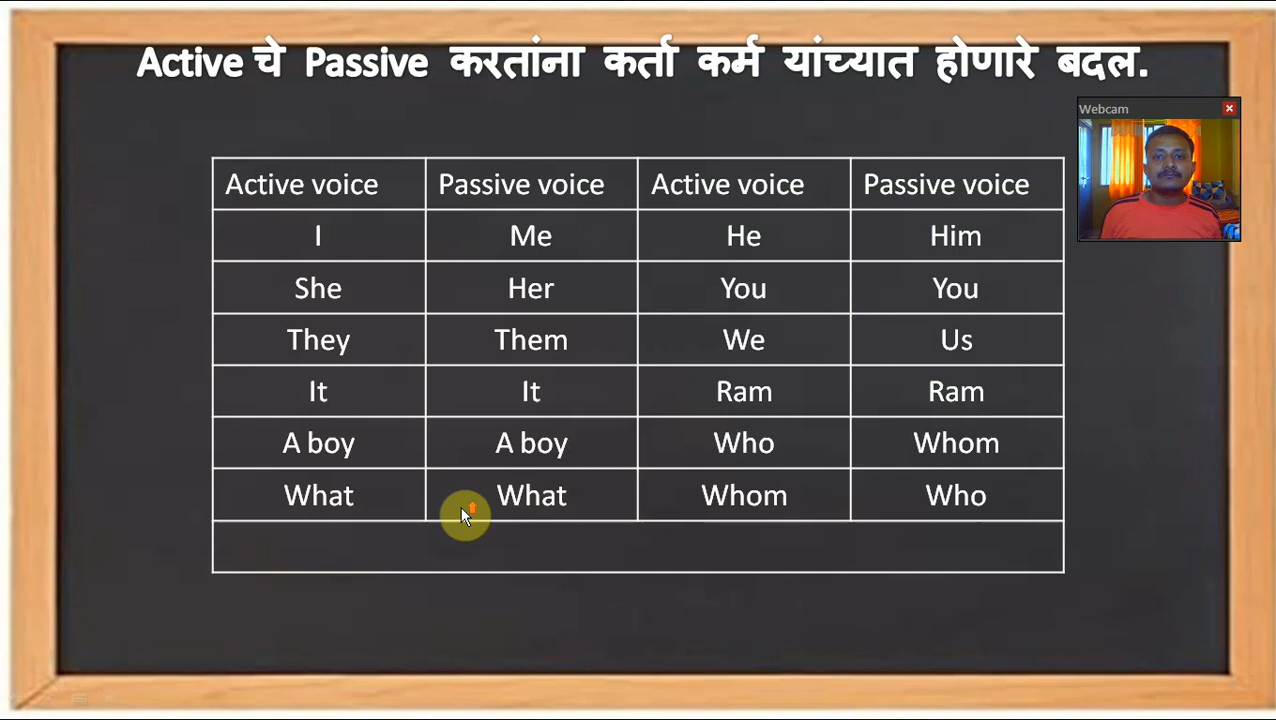 Active चे Passive करतांना कर्ता कर्म यांच्यात होणारे बदल.
Webcam
Active voice Passive voice Active voice Passive voice
I Me He Him
She Her You You
They Them We Us
It It Ram Ram
A boy A boy Who Whom
What What Whom Who